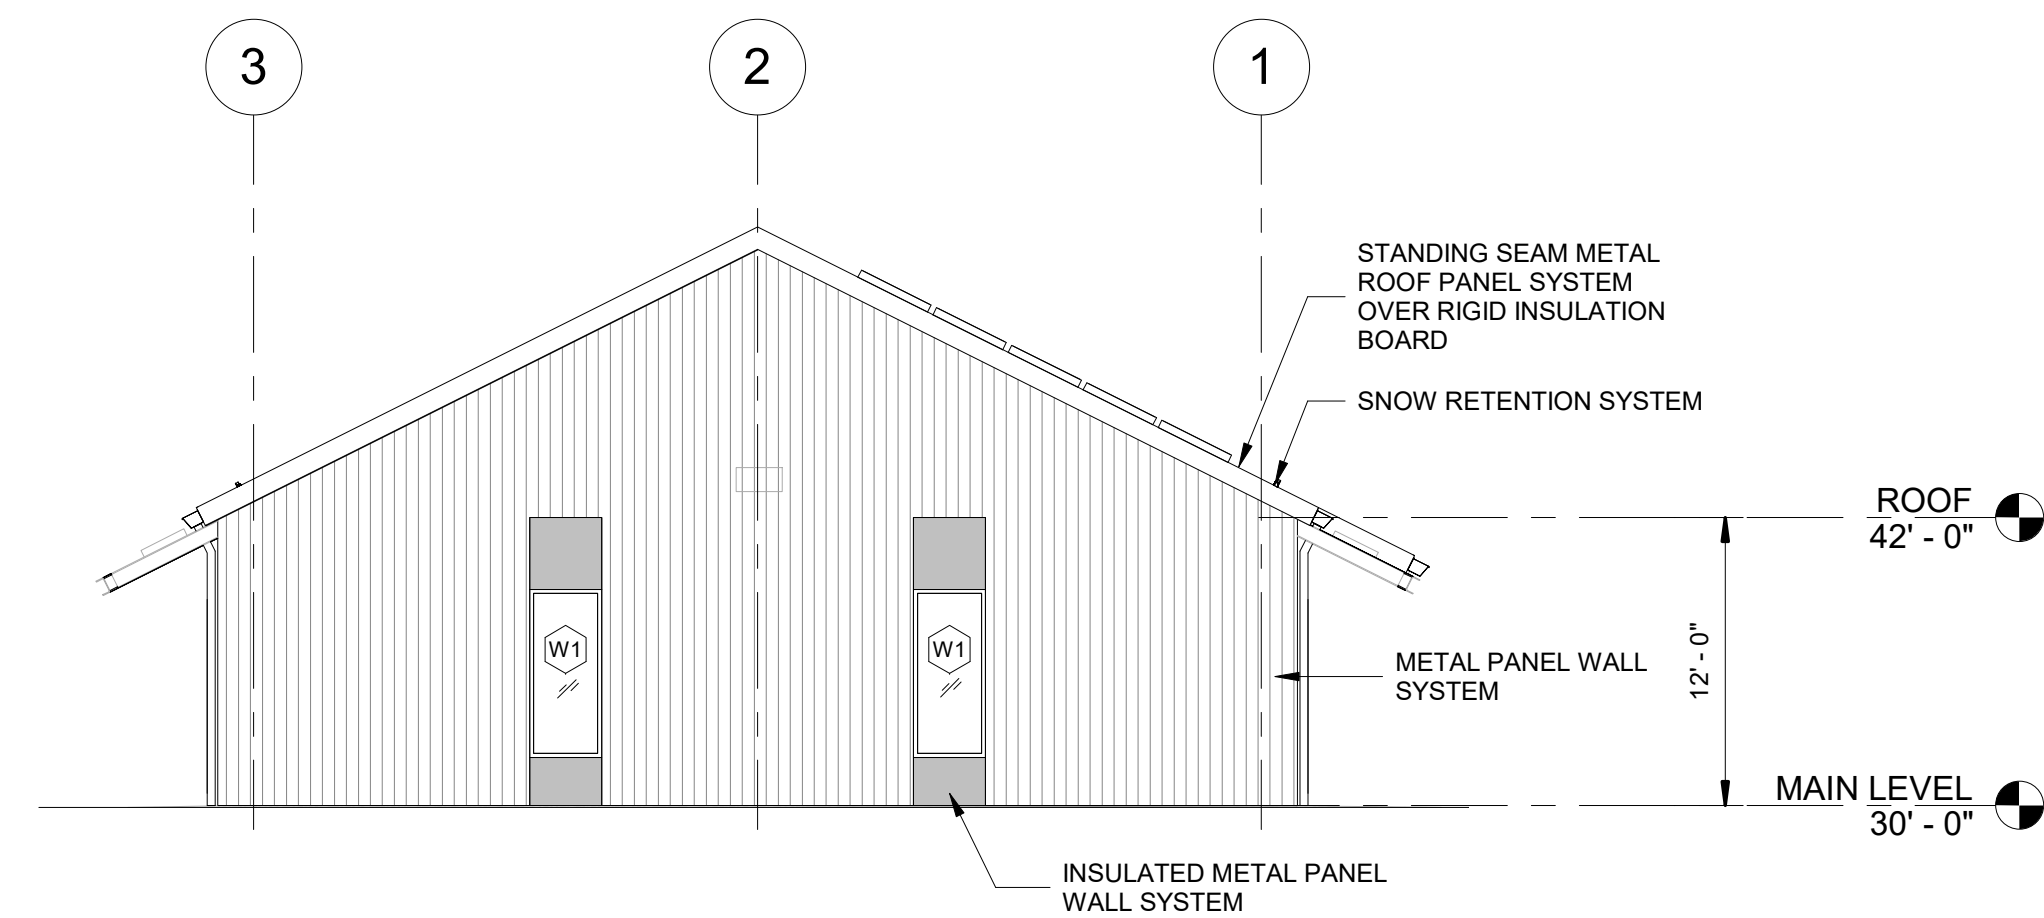 3
2
1
STANDING SEAM METAL
ROOF PANEL SYSTEM
OVER RIGID INSULATION
BOARD
SNOW RETENTION SYSTEM
ROOF
42' - 0"
W1
W1
METAL PANEL WALL
SYSTEM
12' - 0"
MAIN LEVEL
30' - 0"
INSULATED METAL PANEL
WALL SYSTEM